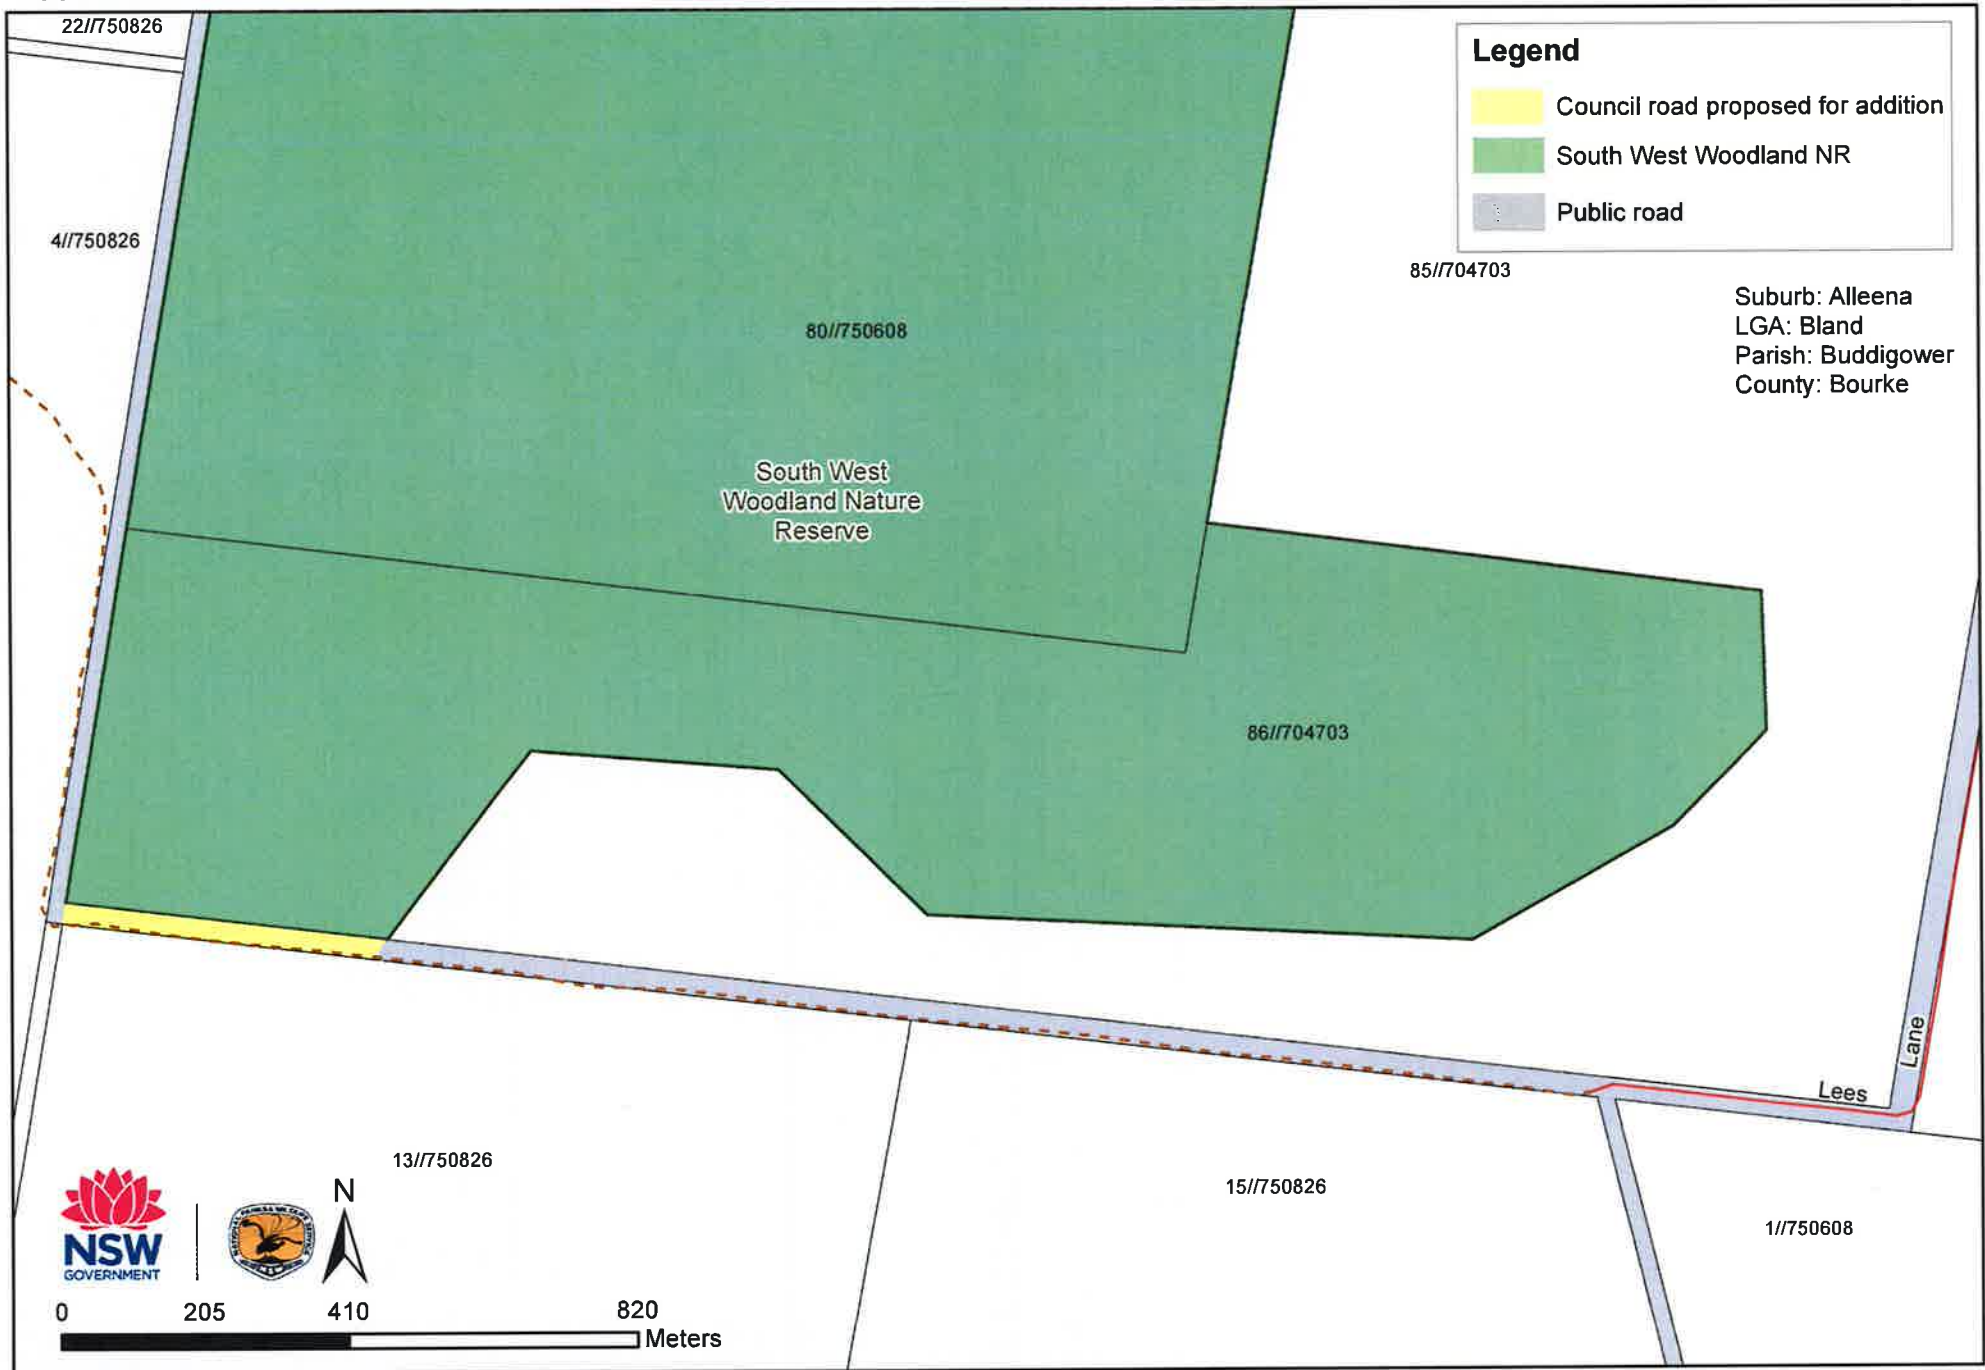 22//750826
Legend
Council road proposed for addition
South West Woodland NR
Public road
4//750826
85//704703
Suburb: Alleena
LGA: Bland
Parish: Buddigower
County: Bourke
80//750608
South West
Woodland Nature
Reserve
86//704703
Lane
Lees
13//750826
15//750826
1//750608
N
NSW
GOVERNMENT
0 205 410 820
Meters